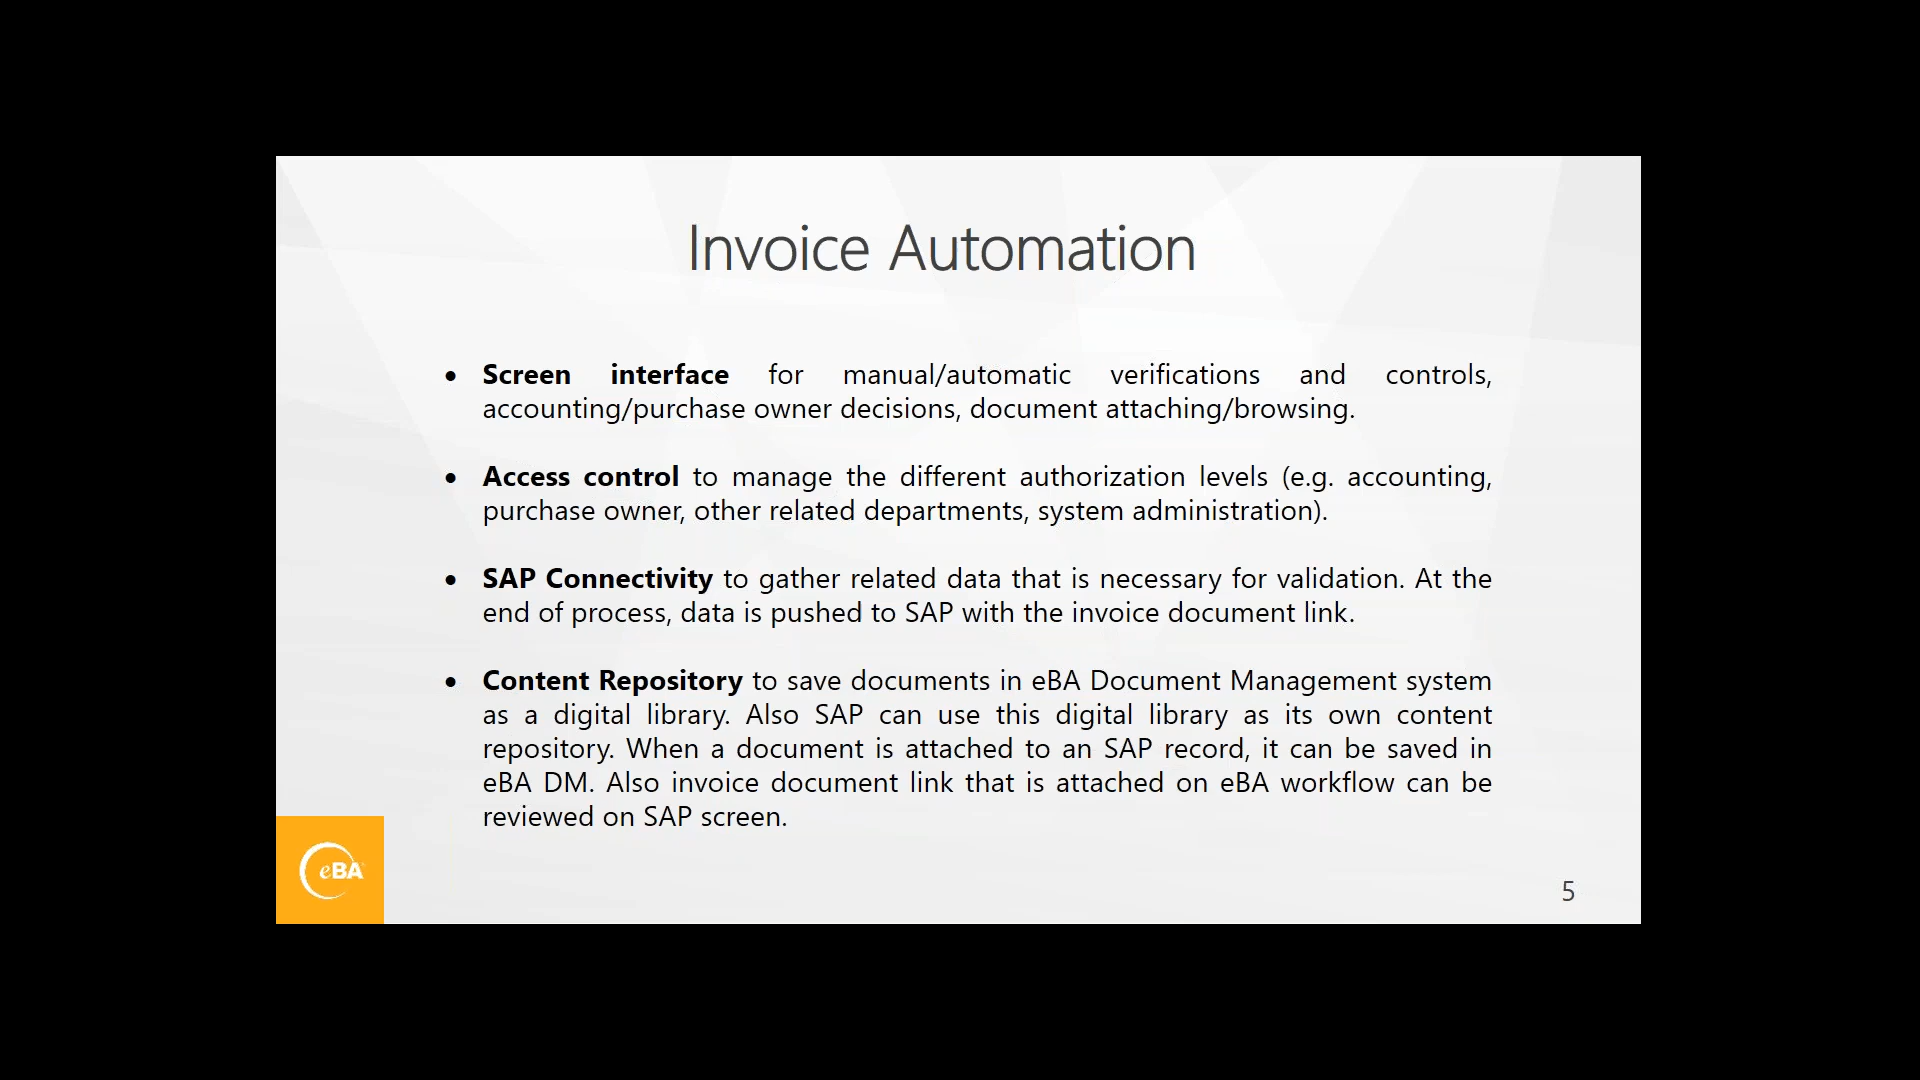 Invoice Automation
• Screen interface for manual/automatic verifications and controls,
accounting/purchase owner decisions, document attaching/browsing.
• Access control to manage the different authorization levels (e.g. accounting,
purchase owner, other related departments, system administration).
• SAP Connectivity to gather related data that is necessary for validation. At the
end of process, data is pushed to SAP with the invoice document link.
• Content Repository to save documents in eBA Document Management system
as a digital library. Also SAP can use this digital library as its own content
repository. When a document is attached to an SAP record, it can be saved in
eBA DM. Also invoice document link that is attached on eBA workflow can be
reviewed on SAP screen.
eBA
5